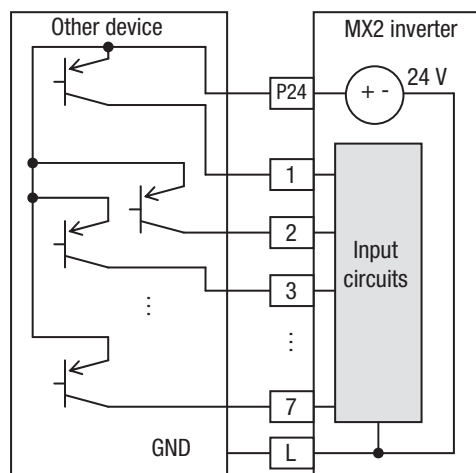 Other device
MX2 inverter
P24
+ -
24 V
1
2
3
Input
circuits
⋮
⋮
7
GND
L